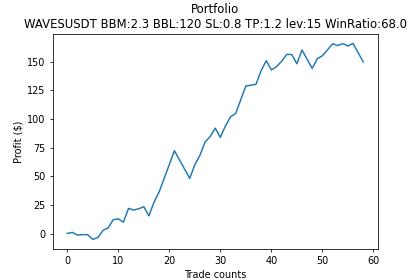 Portfolio
WAVESUSDT BBM:2.3 BBL:120 SL:0.8 TP:1.2 lev:15 WinRatio:68.0
Profit ($)
150
125
100
75
50
25
0
0 10 20 30 40 50 60
Trade counts